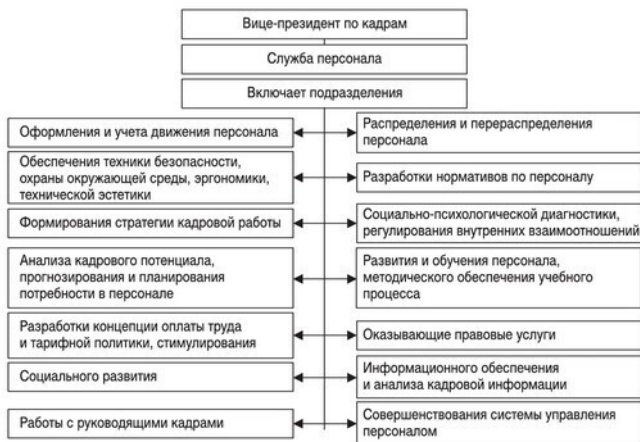 Вице-президент по кадрам
Служба персонала
Включает подразделения
Оформления и учета движения персонала
Распределения и перераспределения
персонала
Обеспечения техники безопасности,
охраны окружающей среды, эргономики,
технической эстетики
Разработки нормативов по персоналу
Формирования стратегии кадровой работы
Социально-психологической диагностики,
регулирования внутренних взаимоотношений
Анализа кадрового потенциала,
прогнозирования и планирования
потребности в персонале
Развития и обучения персонала,
методического обеспечения учебного
процесса
Разработки концепции оплаты труда
и тарифной политики, стимулирования
Оказывающие правовые услуги
Социального развития
Информационного обеспечения
и анализа кадровой информации
Работы с руководящими кадрами
Совершенствования системы управления
персоналом